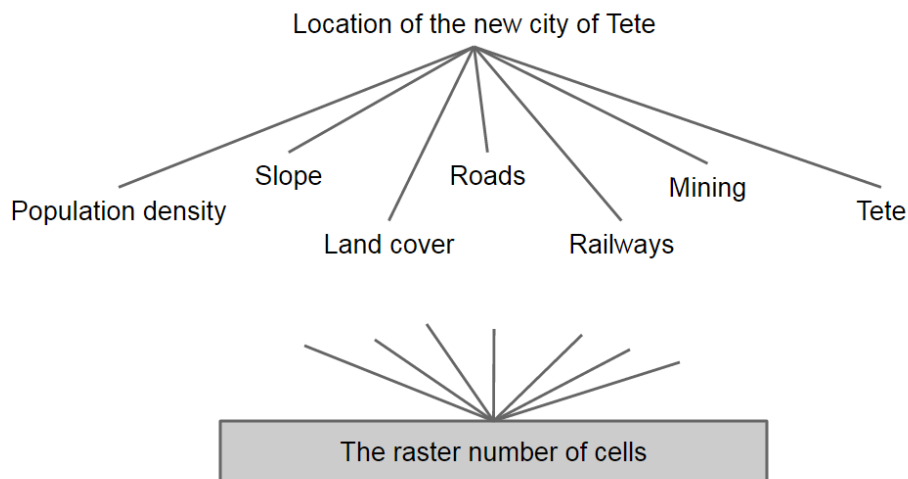 Location of the new city of Tete
Slope
Roads
Mining
Population density
Tete
Land cover
Railways
The raster number of cells